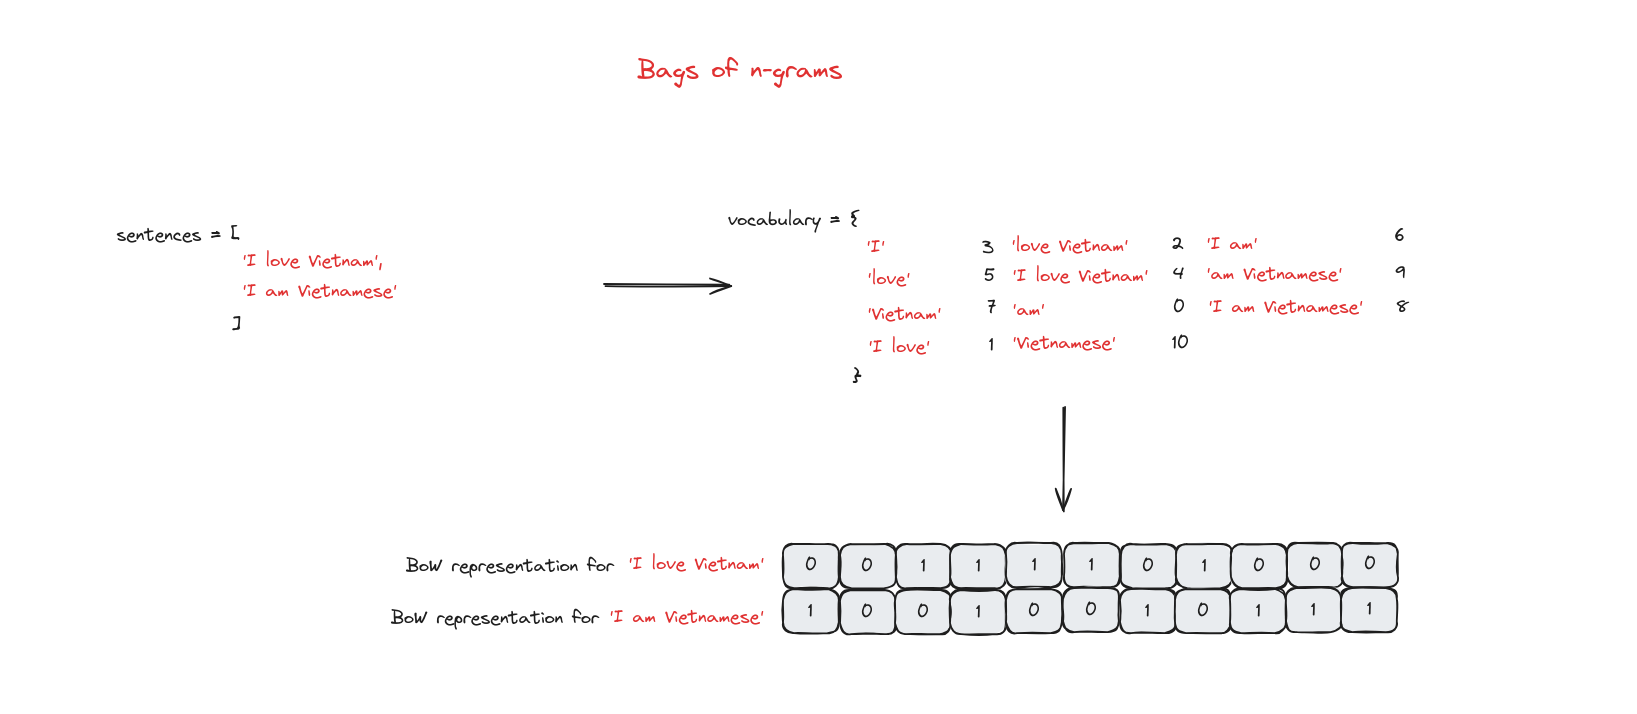 Bags of n-grams
sentences = [
'I love Vietnam',
'I am Vietnamese'
]
vocabulary = {
'I' 3 'love Vietnam' 2 'I am' 6
'love' 5 'I love Vietnam' 4 'am Vietnamese' 9
'Vietnam' 7 'am' 0 'I am Vietnamese' 8
'I love' 1 'Vietnamese' 10
}
BoW representation for 'I love Vietnam' 0 0 1 1 1 1 0 1 0 0 0
BoW representation for 'I am Vietnamese' 1 0 0 1 0 0 1 0 1 1 1